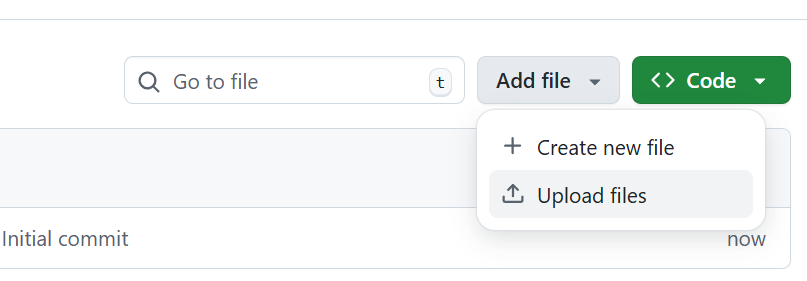 Go to file t Add file Code
Create new file
Upload files
Initial commit now